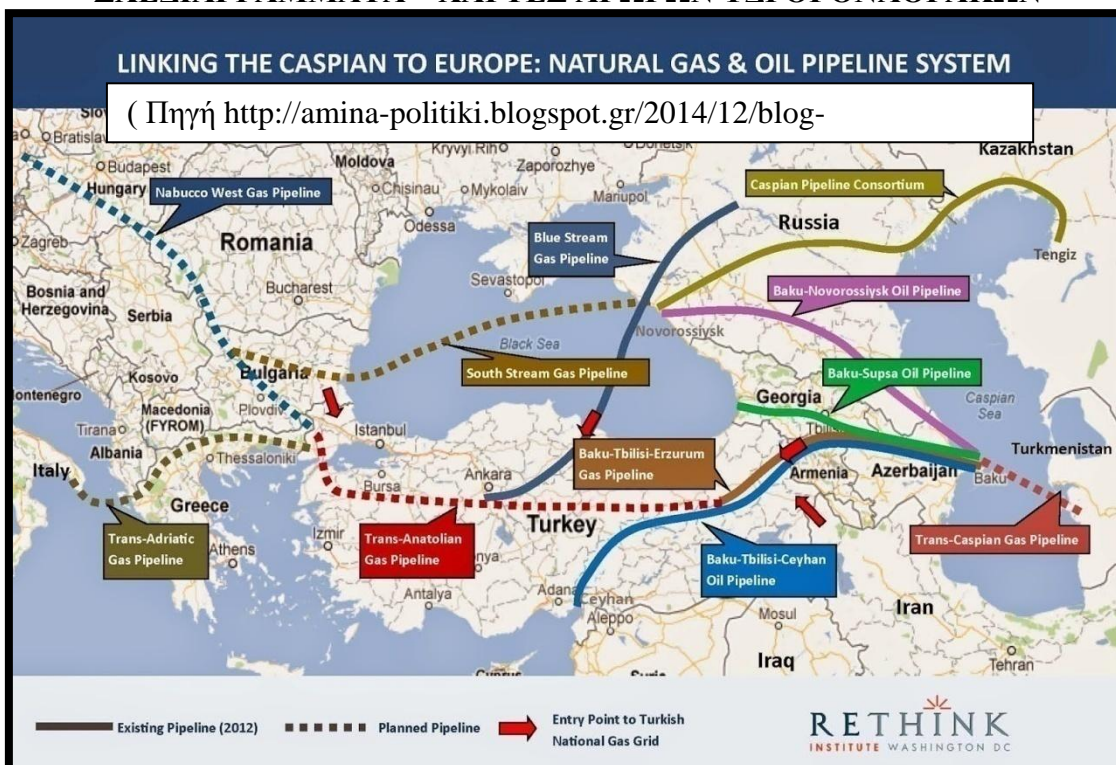 LINKING THE CASPIAN TO EUROPE: NATURAL GAS & OIL PIPELINE SYSTEM
( Πηγή http://amina-politiki.blogspot.gr/2014/12/blog-
Bratislav
Kryvyi Rih
Kazakhstan
Budapest
Moldova
Zaporozhye
Hungary
Nabucco West Gas Pipeline
Chisinau
Mykolaiv
Mariupol
Caspian Pipeline Consortium
Odessa
Russia
Zagreb
Romania
Blue Stream
Gas Pipeline
Tengiz
Sevastopol
Bosnia and
Herzegovina
Bucharest
Baku-Novorossiysk Oil Pipeline
Serbia
Novorossiysk
Black Sea
Kosovo
Bulgaria
South Stream Gas Pipeline
Baku-Supsa Oil Pipeline
Caspian
Sea
ontenegro
Plovdiv
Georgia
Macedonia
(FYROM)
Tirana
Istanbul
Turkmenistan
Albania
Italy
Thessaloniki
Baku-Tbilisi-Erzurum
Gas Pipeline
Armenia
Azerbaijan
Baku
Ankara
Bursa
Greece
Turkey
Trans-Adriatic
Gas Pipeline
Izmir
Trans-Anatolian
Gas Pipeline
Trans-Caspian Gas Pipeline
Athens
nya
Baku-Tbilisi-Ceyhan
Oil Pipeline
Antalya
Adana
Ceyhan
Aleppo
Mosul
Iran
Iraq
Tehran
Existing Pipeline (2012)
Planned Pipeline
Entry Point to Turkish
National Gas Grid
RETHINK
INSTITUTE WASHINGTON DC